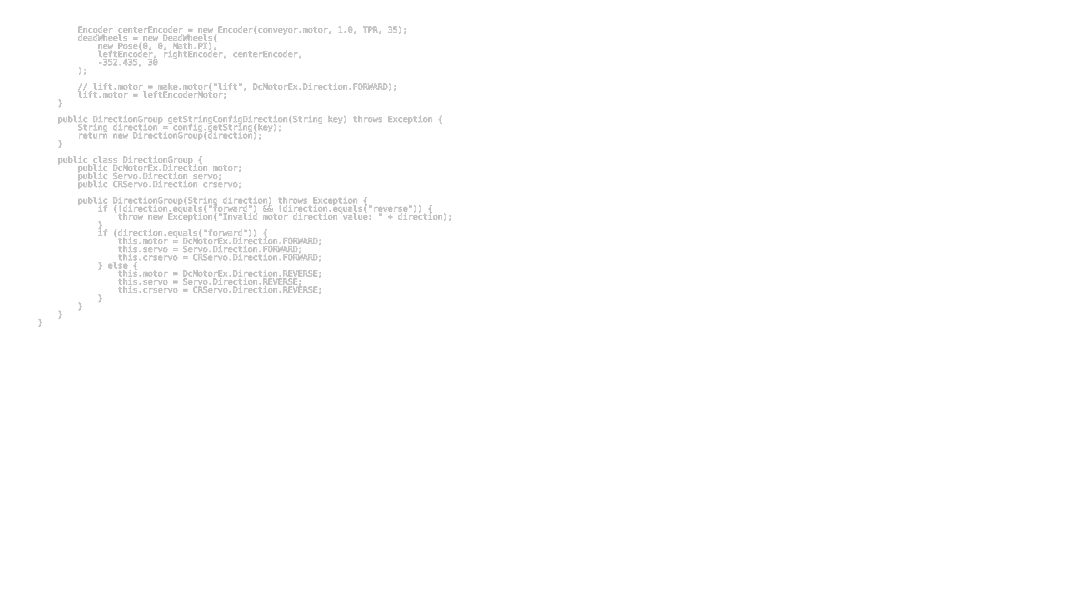 Encoder centerEncoder = new Encoder(conveyor.motor, 1.0, TPR, 35);
deadWheels = new DeadWheels(
new Pose(0, 0, Math.PI),
leftEncoder, rightEncoder, centerEncoder,
-352.435, 30
);
// lift.motor = make.motor("lift", DcMotorEx.Direction.FORWARD);
lift.motor = leftEncoderMotor;
}
public DirectionGroup getStringConfigDirection(String key) throws Exception {
String direction = config.getString(key);
return new DirectionGroup(direction);
}
public class DirectionGroup {
public DcMotorEx.Direction motor;
public Servo.Direction servo;
public CRServo.Direction crservo;
public DirectionGroup(String direction) throws Exception {
if (!direction.equals("forward") && !direction.equals("reverse")) {
throw new Exception("Invalid motor direction value: " + direction);
}
if (direction.equals("forward")) {
this.motor = DcMotorEx.Direction.FORWARD;
this.servo = Servo.Direction.FORWARD;
this.crservo = CRServo.Direction.FORWARD;
} else {
this.motor = DcMotorEx.Direction.REVERSE;
this.servo = Servo.Direction.REVERSE;
this.crservo = CRServo.Direction.REVERSE;
}
}
}
}